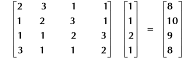 [2 3 1 1] [1] = [8]
[1 2 3 1] [1] [10]
[1 1 2 3] [2] [9]
[3 1 1 2] [1] [8]